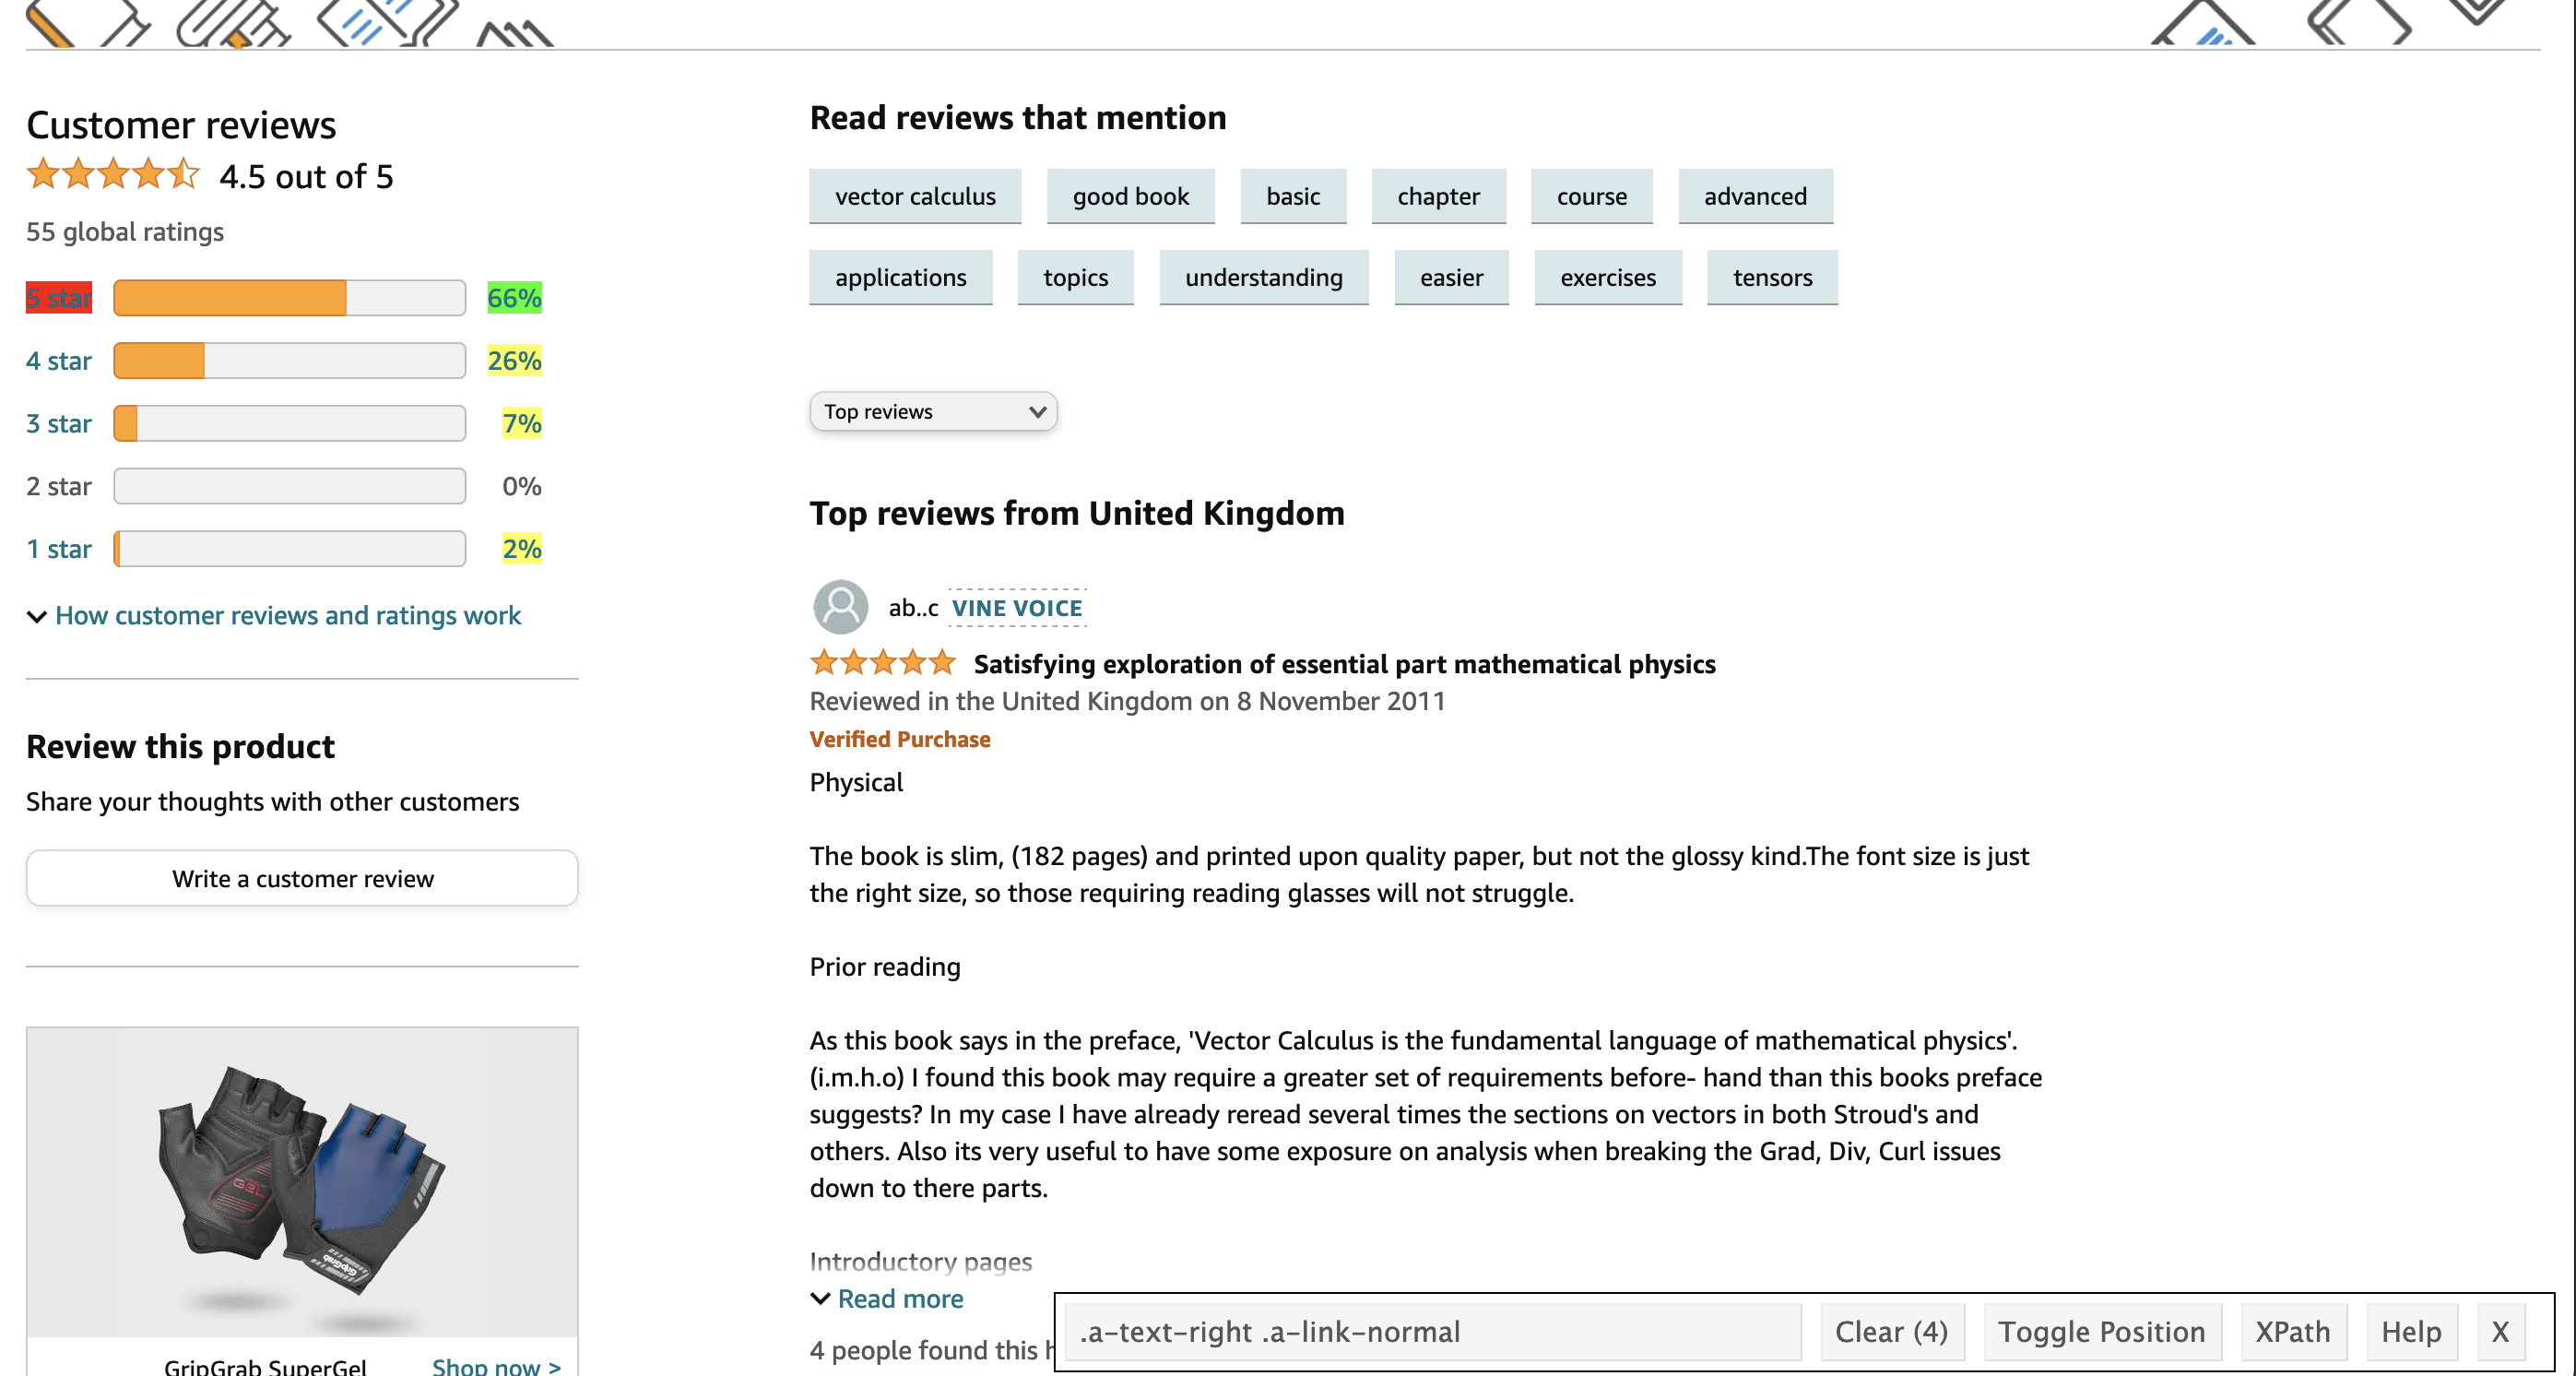 Customer reviews
4.5 out of 5
55 global ratings
5 star 66%
4 star 26%
3 star 7%
2 star 0%
1 star 2%
How customer reviews and ratings work
Review this product
Share your thoughts with other customers
Write a customer review
GripGrab SuperGel Shop now >
Read reviews that mention
vector calculus good book basic chapter course advanced
applications topics understanding easier exercises tensors
Top reviews
Top reviews from United Kingdom
ab..c VINE VOICE
Satisfying exploration of essential part mathematical physics
Reviewed in the United Kingdom on 8 November 2011
Verified Purchase
Physical
The book is slim, (182 pages) and printed upon quality paper, but not the glossy kind.The font size is just
the right size, so those requiring reading glasses will not struggle.
Prior reading
As this book says in the preface, 'Vector Calculus is the fundamental language of mathematical physics'.
(i.m.h.o) I found this book may require a greater set of requirements before- hand than this books preface
suggests? In my case I have already reread several times the sections on vectors in both Stroud's and
others. Also its very useful to have some exposure on analysis when breaking the Grad, Div, Curl issues
down to there parts.
Introductory pages
Read more
4 people found this
.a-text-right .a-link-normal Clear (4) Toggle Position XPath Help X